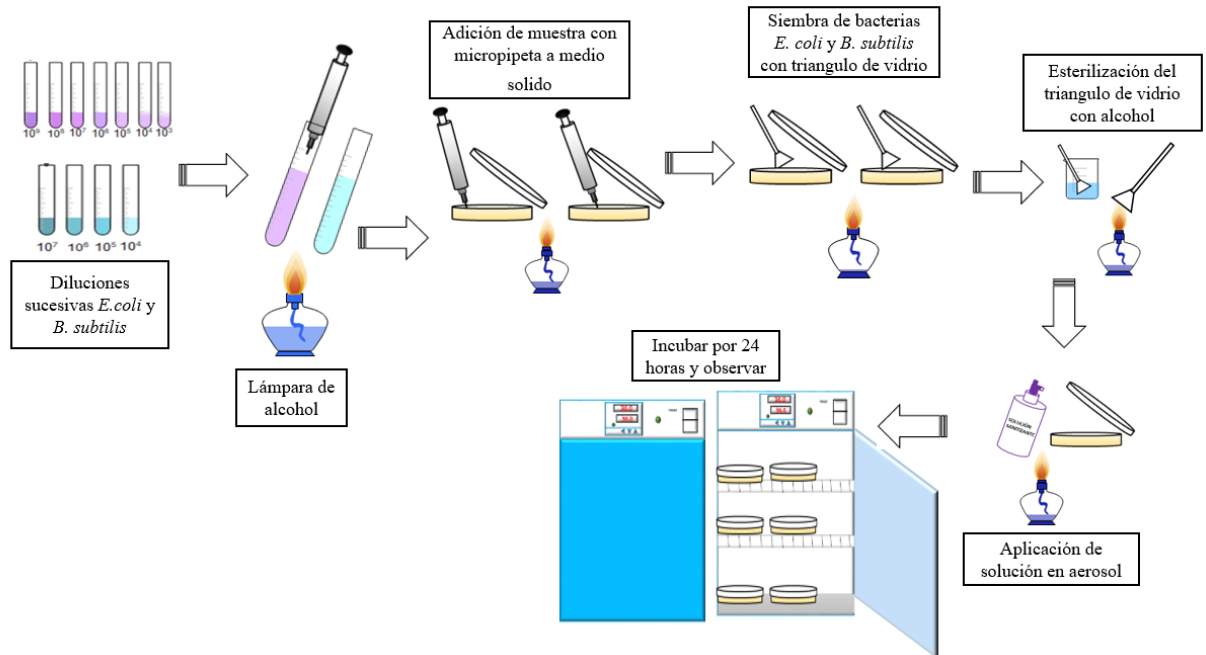 10⁹ 10⁸ 10⁷ 10⁶ 10⁵ 10⁴ 10³
10⁷ 10⁶ 10⁵ 10⁴
Diluciones
sucesivas E.coli y
B. subtilis
Lámpara de
alcohol
Adición de muestra con
micropipeta a medio
solido
Siembra de bacterias
E. coli y B. subtilis
con triangulo de vidrio
Esterilización del
triangulo de vidrio
con alcohol
SOLUCIÓN
SANITIZANTE
Aplicación de
solución en aerosol
Incubar por 24
horas y observar